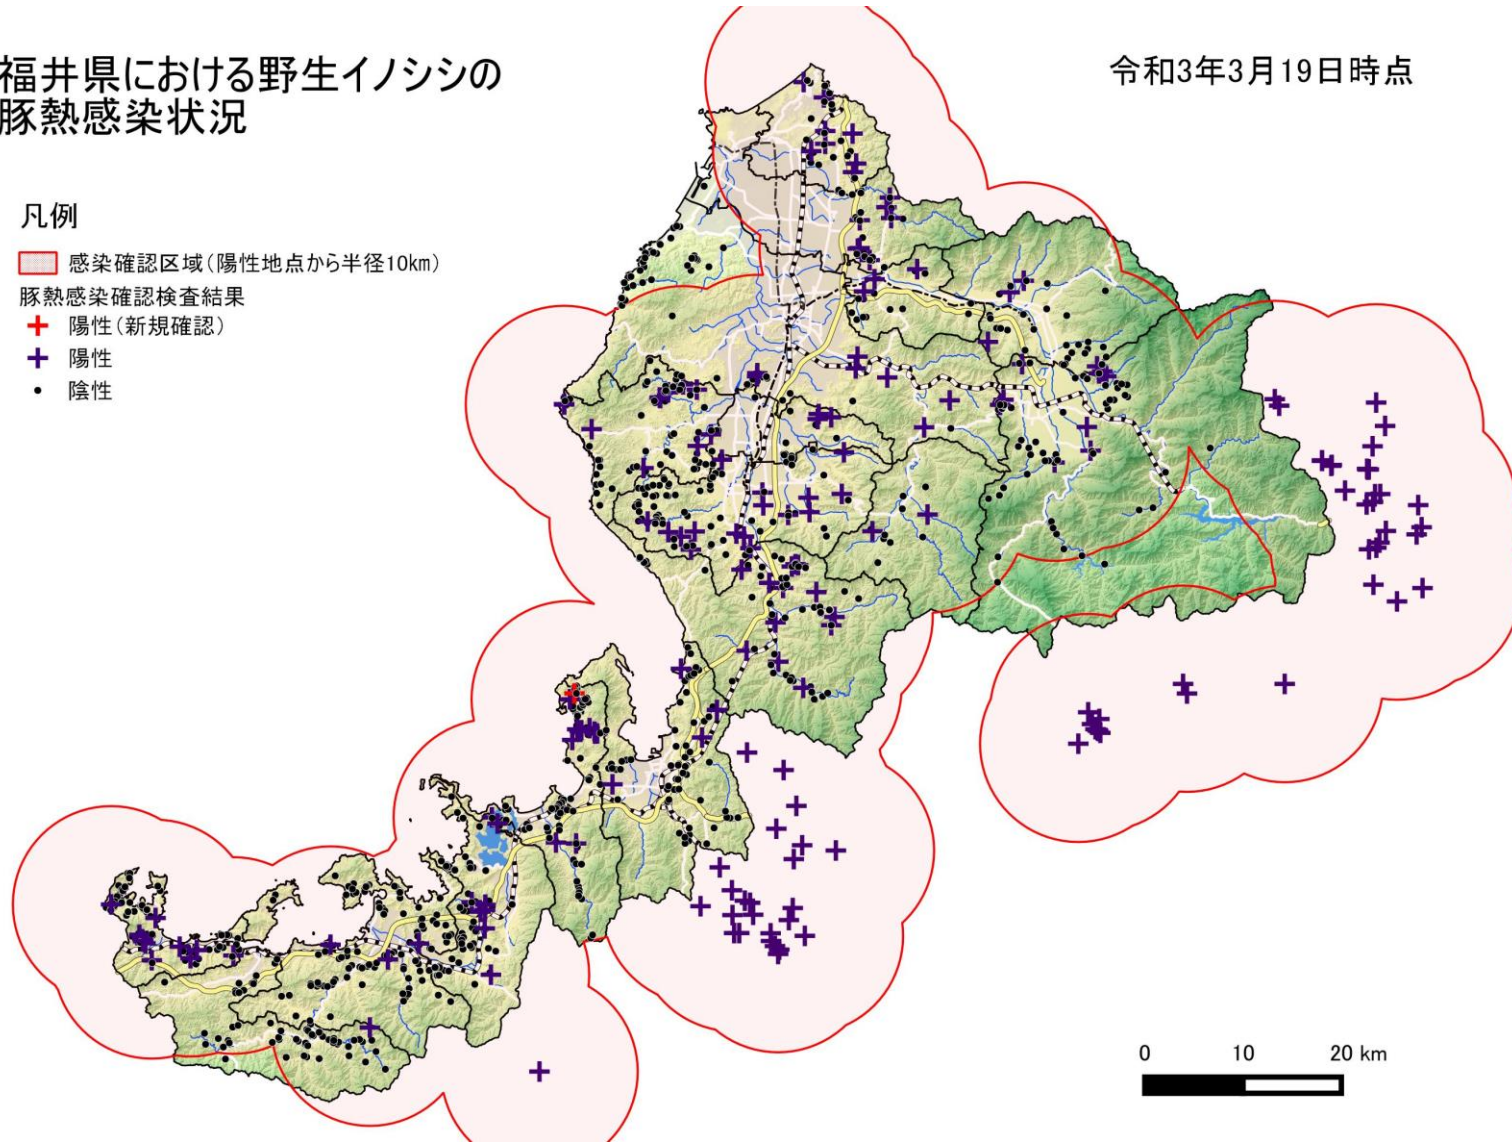 福井県における野生イノシシの
豚熱感染状況
令和3年3月19日時点
凡例
感染確認区域(陽性地点から半径10km)
豚熱感染確認検査結果
陽性(新規確認)
陽性
陰性
0 10 20 km